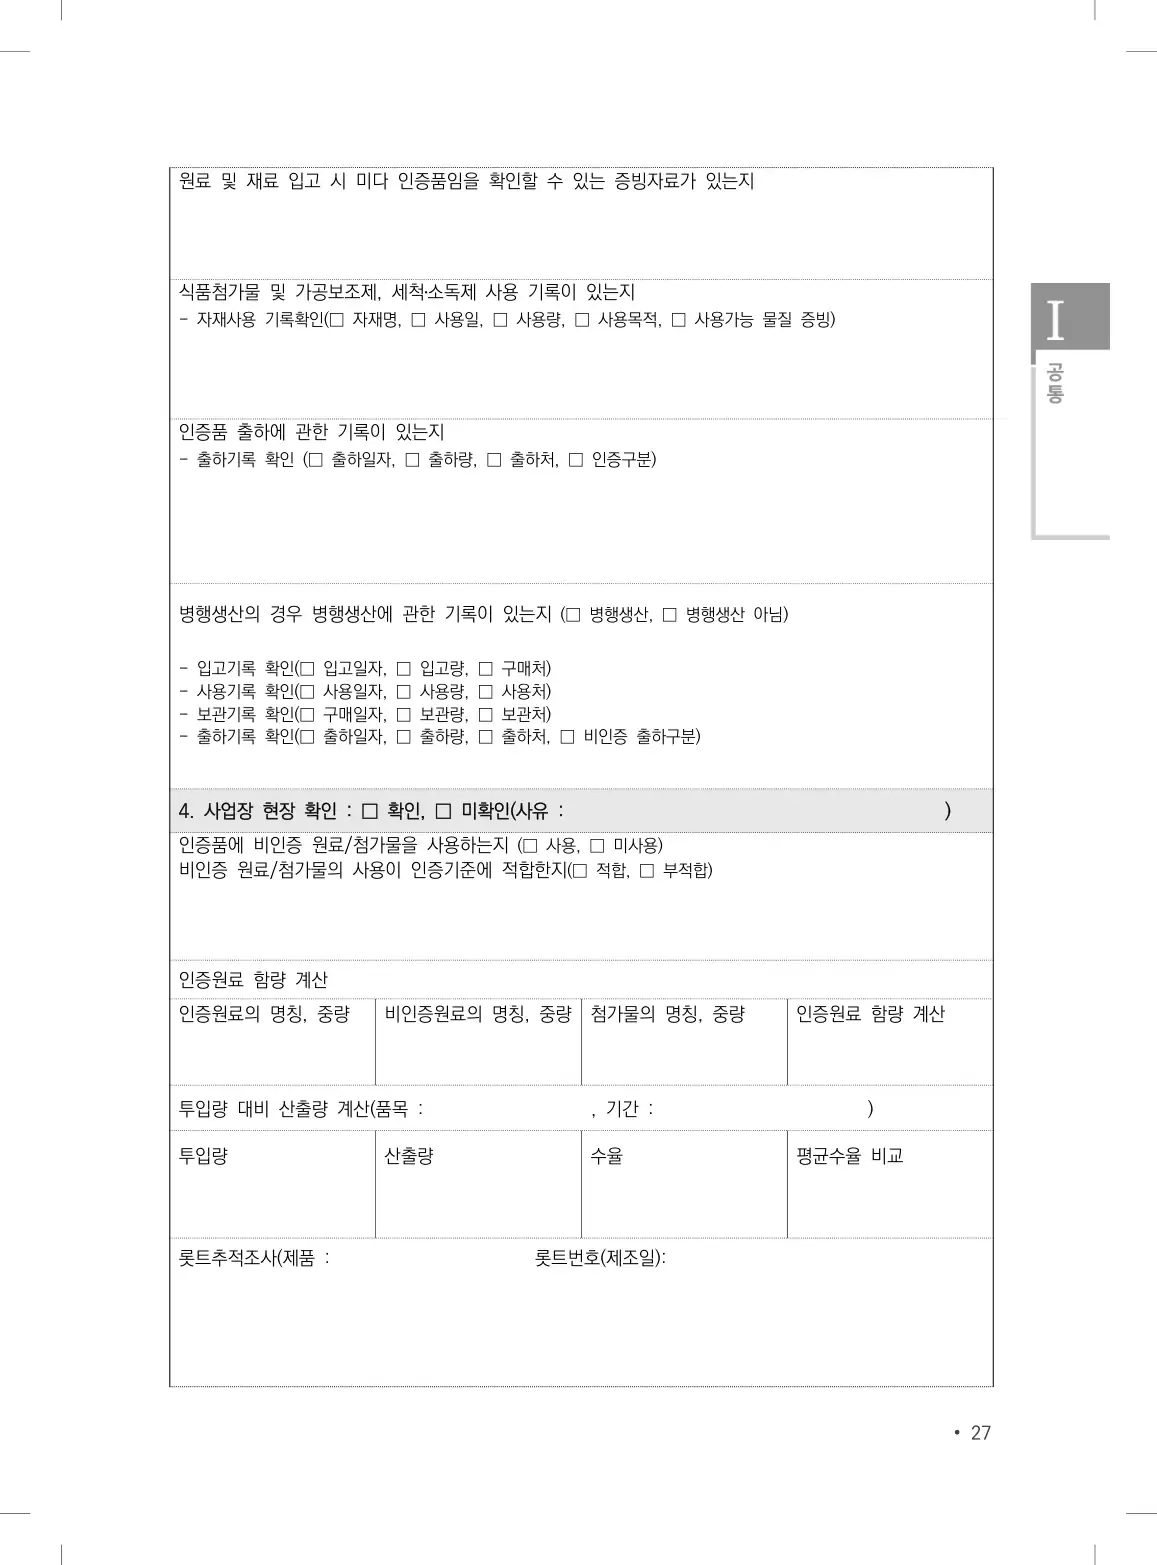 원료 및 재료 입고 시 미다 인증품임을 확인할 수 있는 증빙자료가 있는지
식품첨가물 및 가공보조제, 세척·소독제 사용 기록이 있는지
- 자재사용 기록확인(□ 자재명, □ 사용일, □ 사용량, □ 사용목적, □ 사용가능 물질 증빙)
인증품 출하에 관한 기록이 있는지
- 출하기록 확인 (□ 출하일자, □ 출하량, □ 출하처, □ 인증구분)
병행생산의 경우 병행생산에 관한 기록이 있는지 (□ 병행생산, □ 병행생산 아님)
- 입고기록 확인(□ 입고일자, □ 입고량, □ 구매처)
- 사용기록 확인(□ 사용일자, □ 사용량, □ 사용처)
- 보관기록 확인(□ 구매일자, □ 보관량, □ 보관처)
- 출하기록 확인(□ 출하일자, □ 출하량, □ 출하처, □ 비인증 출하구분)
4. 사업장 현장 확인 : □ 확인, □ 미확인(사유 : )
인증품에 비인증 원료/첨가물을 사용하는지 (□ 사용, □ 미사용)
비인증 원료/첨가물의 사용이 인증기준에 적합한지(□ 적합, □ 부적합)
인증원료 함량 계산
인증원료의 명칭, 중량 비인증원료의 명칭, 중량 첨가물의 명칭, 중량 인증원료 함량 계산
투입량 대비 산출량 계산(품목 : , 기간 : )
투입량 산출량 수율 평균수율 비교
롯트추적조사(제품 : 롯트번호(제조일):
I
공통
• 27